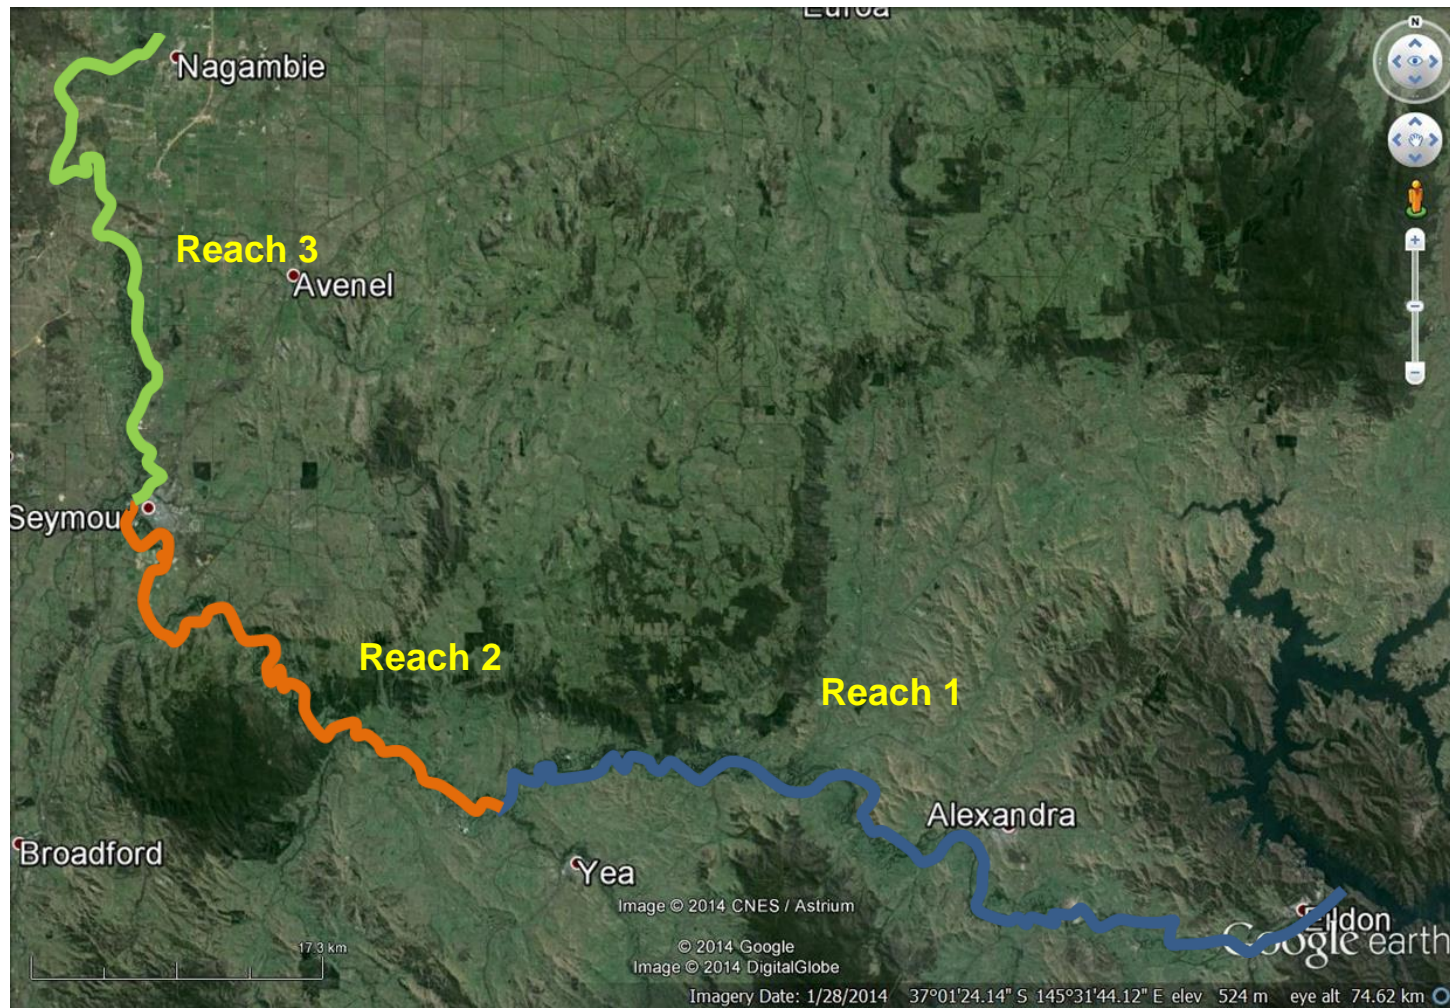 Euroa
N
Nagambie
Reach 3
Avenel
Seymou
Reach 2
Reach 1
Alexandra
Broadford
Yea
Image © 2014 CNES / Astrium
Eildon
Google earth
17.3 km
© 2014 Google
Image © 2014 DigitalGlobe
Imagery Date: 1/28/2014 37°01'24.14" S 145°31'44.12" E elev 524 m eye alt 74.62 km